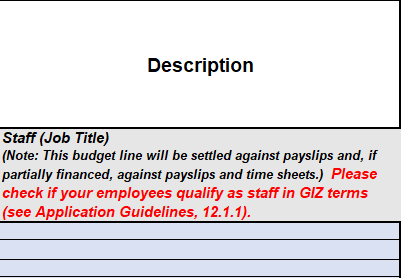 Description
Staff (Job Title)
(Note: This budget line will be settled against payslips and, if
partially financed, against payslips and time sheets.) Please
check if your employees qualify as staff in GIZ terms
(see Application Guidelines, 12.1.1).